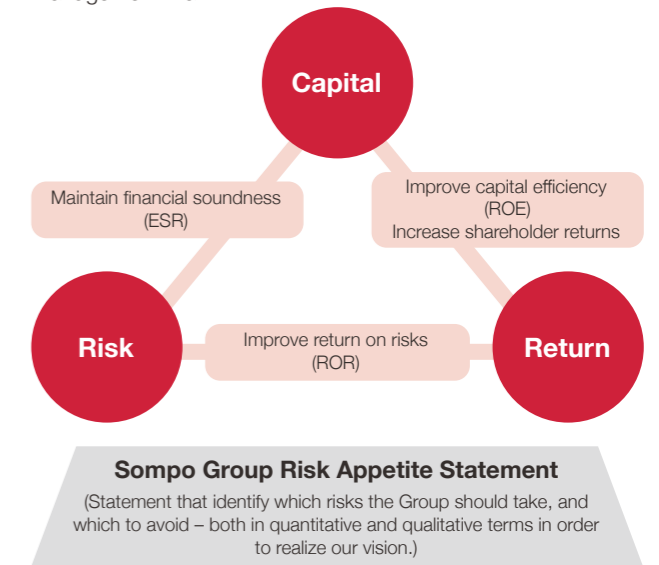 Capital
Maintain financial soundness
(ESR)
Improve capital efficiency
(ROE)
Increase shareholder returns
Risk
Improve return on risks
(ROR)
Return
Sompo Group Risk Appetite Statement
(Statement that identify which risks the Group should take, and
which to avoid – both in quantitative and qualitative terms in order
to realize our vision.)